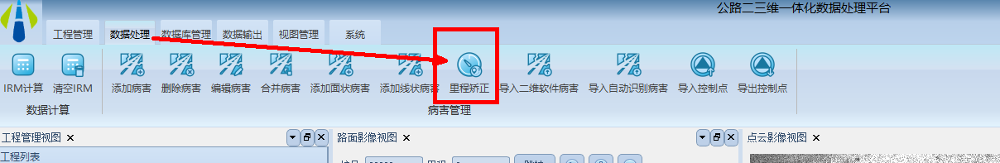 公路二三维一体化数据处理平台
工程管理 数据处理 数据库管理 数据输出 视图管理 系统
IRM计算 清空IRM 添加病害 删除病害 编辑病害 合并病害 添加面状病害 添加线状病害 里程矫正 导入二维软件病害 导入自动识别病害 导入控制点 导出控制点
数据计算 病害管理
工程管理视图 路面影像视图 点云影像视图
工程列表